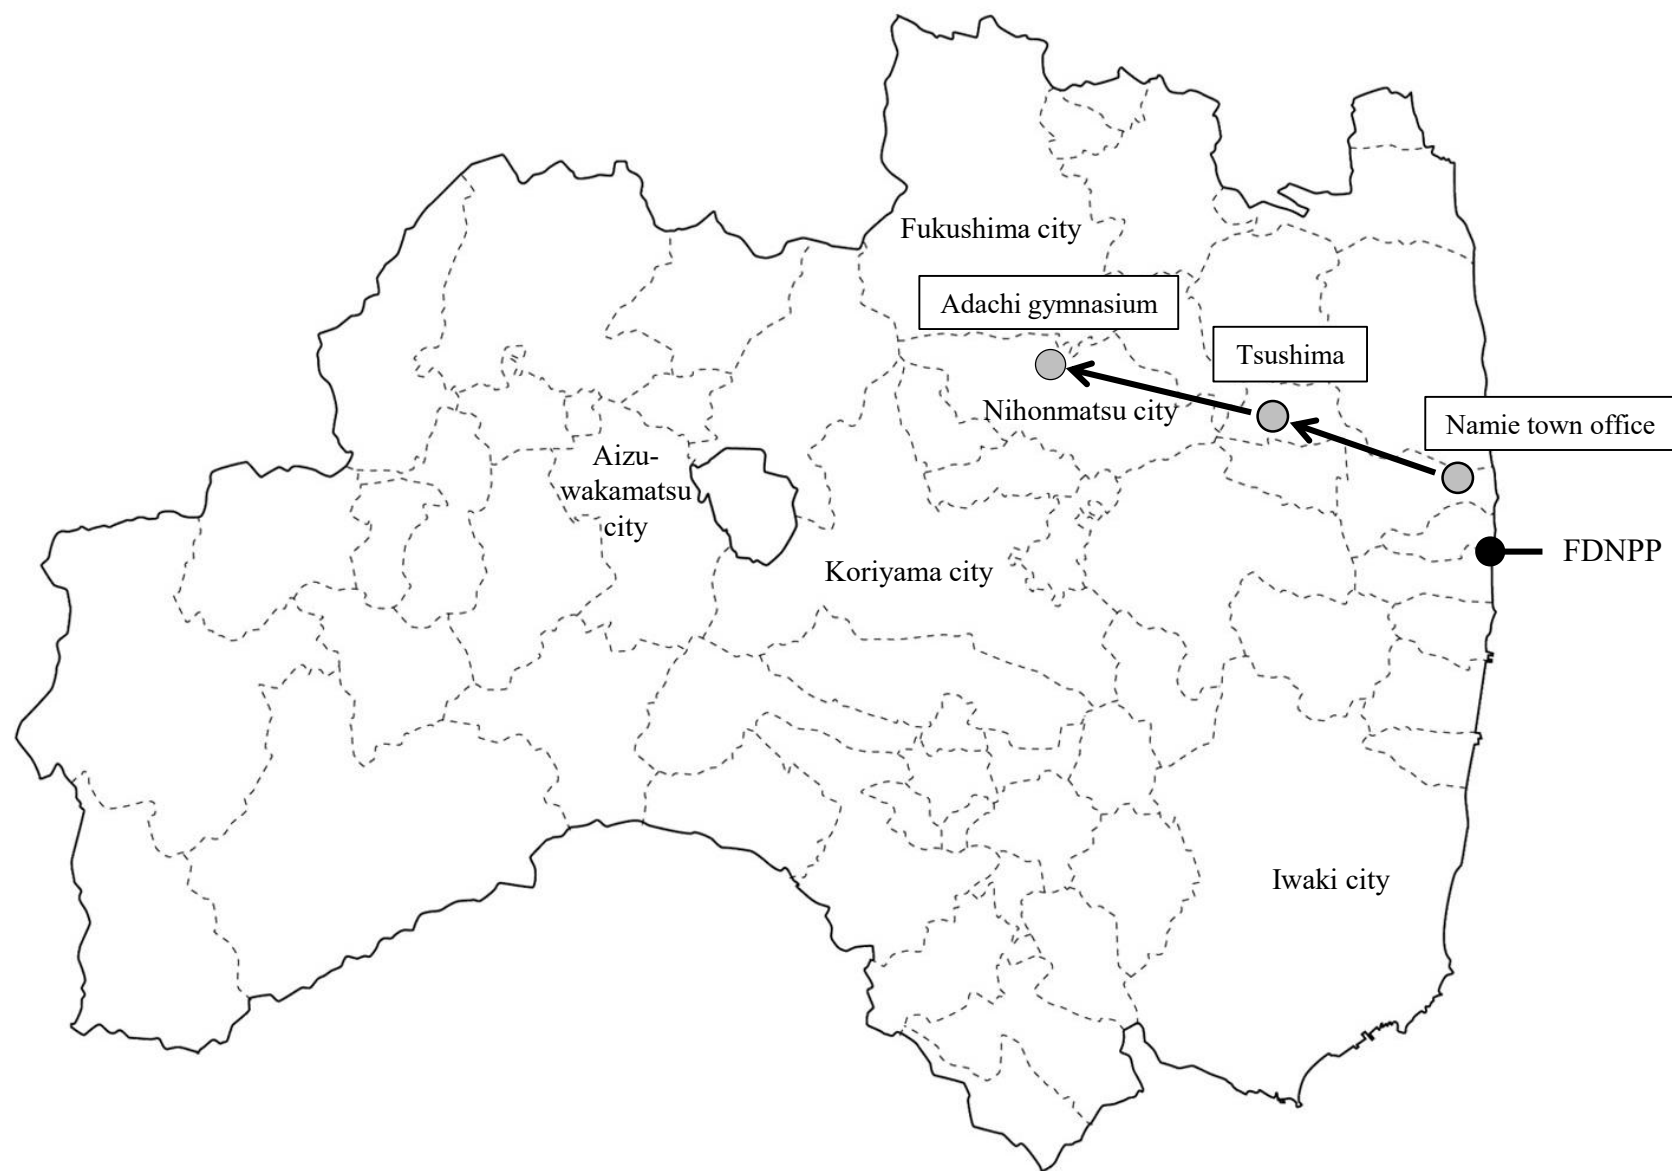 Fukushima city
Adachi gymnasium
Tsushima
Nihonmatsu city
Namie town office
Aizu-
wakamatsu
city
Koriyama city
FDNPP
Iwaki city